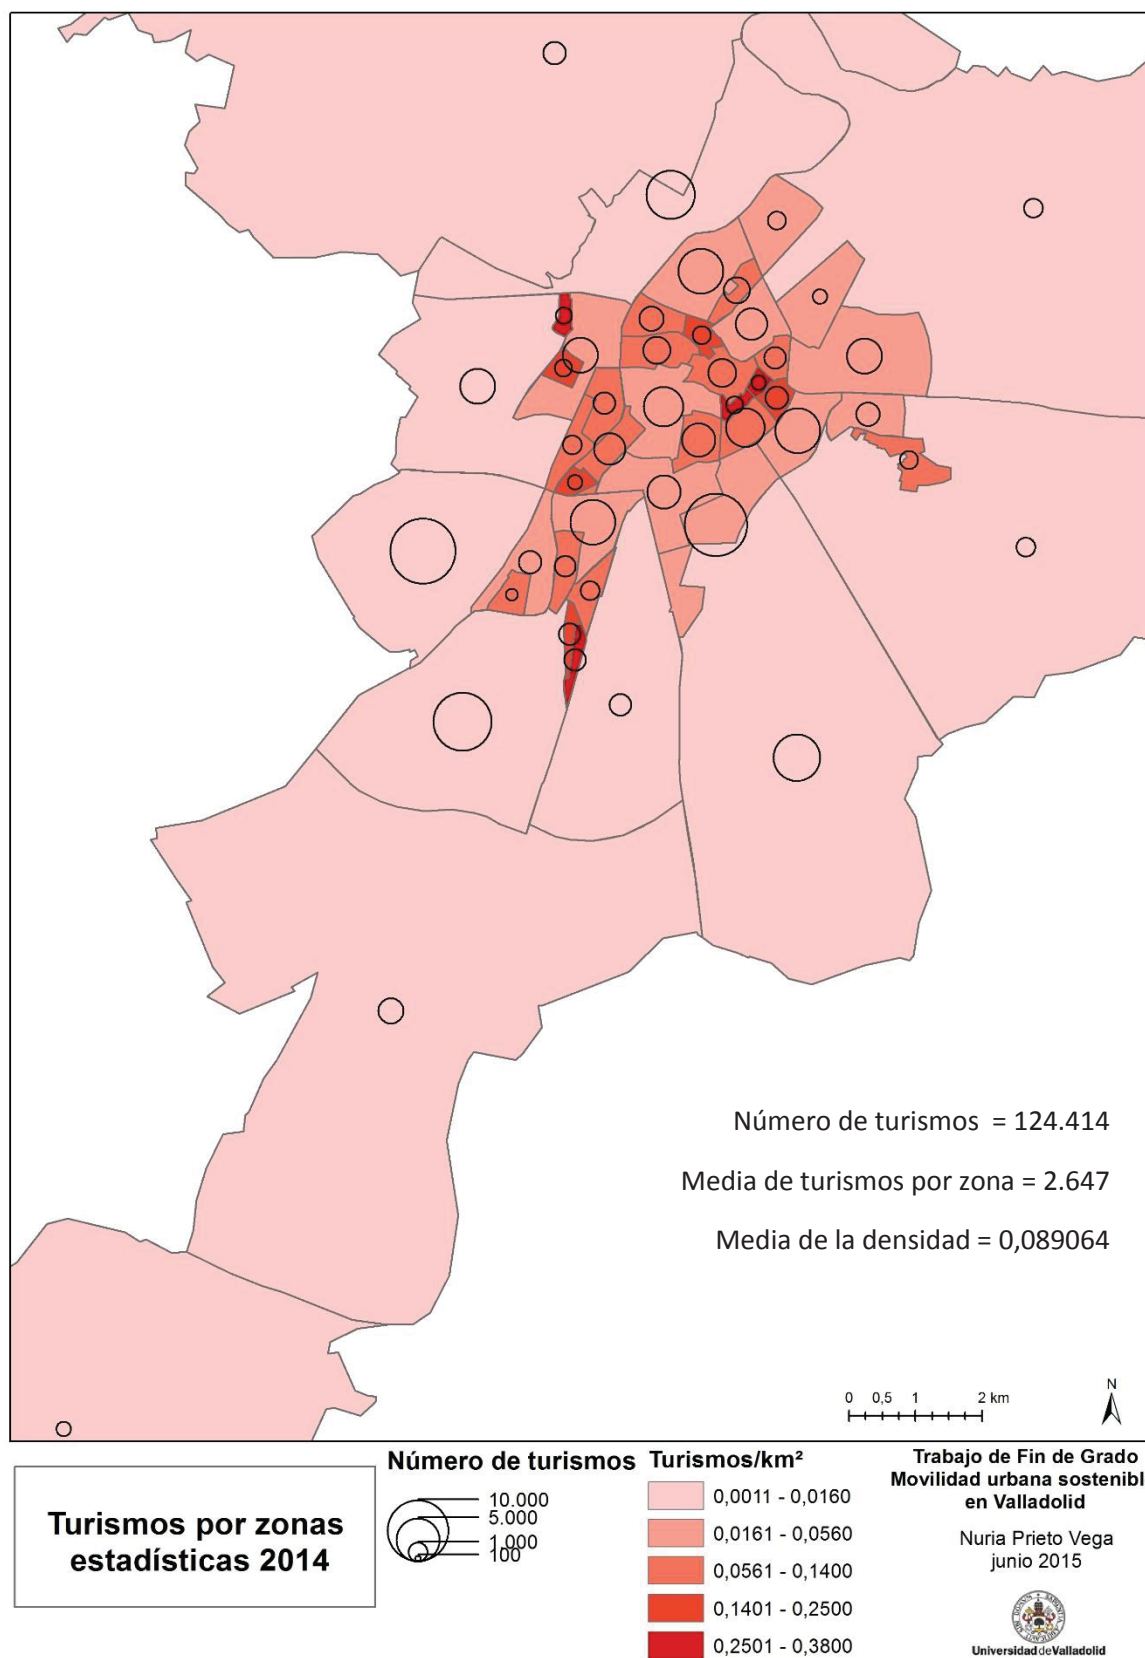 Número de turismos = 124.414
Media de turismos por zona = 2.647
Media de la densidad = 0,089064
0 0,5 1 2 km
N
Turismos por zonas
estadísticas 2014
Número de turismos
10.000
5.000
1.000
100
Turismos/km²
0,0011 - 0,0160
0,0161 - 0,0560
0,0561 - 0,1400
0,1401 - 0,2500
0,2501 - 0,3800
Trabajo de Fin de Grado
Movilidad urbana sostenibl
en Valladolid
Nuria Prieto Vega
junio 2015
Universidad de Valladolid